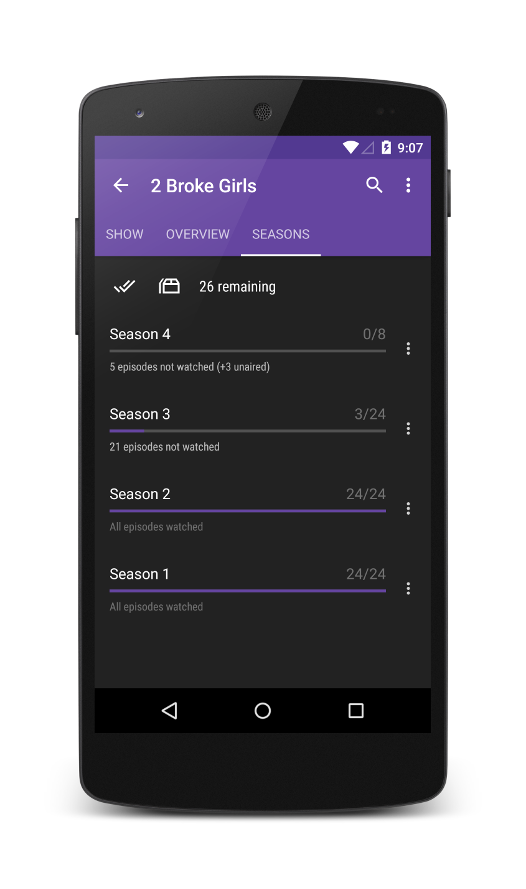 9:07
2 Broke Girls
SHOW OVERVIEW SEASONS
26 remaining
Season 4 0/8
5 episodes not watched (+3 unaired)
Season 3 3/24
21 episodes not watched
Season 2 24/24
All episodes watched
Season 1 24/24
All episodes watched